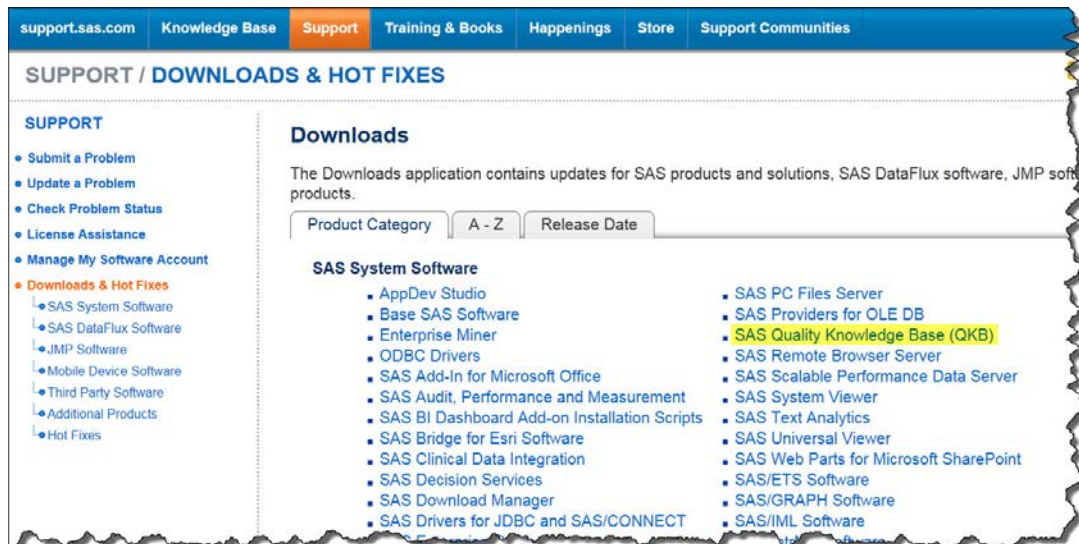 support.sas.com Knowledge Base Support Training & Books Happenings Store Support Communities
SUPPORT / DOWNLOADS & HOT FIXES
SUPPORT
Submit a Problem
Update a Problem
Check Problem Status
License Assistance
Manage My Software Account
Downloads & Hot Fixes
SAS System Software
SAS DataFlux Software
JMP Software
Mobile Device Software
Third Party Software
Additional Products
Hot Fixes
Downloads
The Downloads application contains updates for SAS products and solutions, SAS DataFlux software, JMP
products.
Product Category A - Z Release Date
SAS System Software
AppDev Studio
Base SAS Software
Enterprise Miner
ODBC Drivers
SAS Add-In for Microsoft Office
SAS Audit, Performance and Measurement
SAS BI Dashboard Add-on Installation Scripts
SAS Bridge for Esri Software
SAS Clinical Data Integration
SAS Decision Services
SAS Download Manager
SAS Drivers for JDBC and SAS/CONNECT
SAS PC Files Server
SAS Providers for OLE DB
SAS Quality Knowledge Base (QKB)
SAS Remote Browser Server
SAS Scalable Performance Data Server
SAS System Viewer
SAS Text Analytics
SAS Universal Viewer
SAS Web Parts for Microsoft SharePoint
SAS/ETS Software
SAS/GRAPH Software
SAS/IML Software